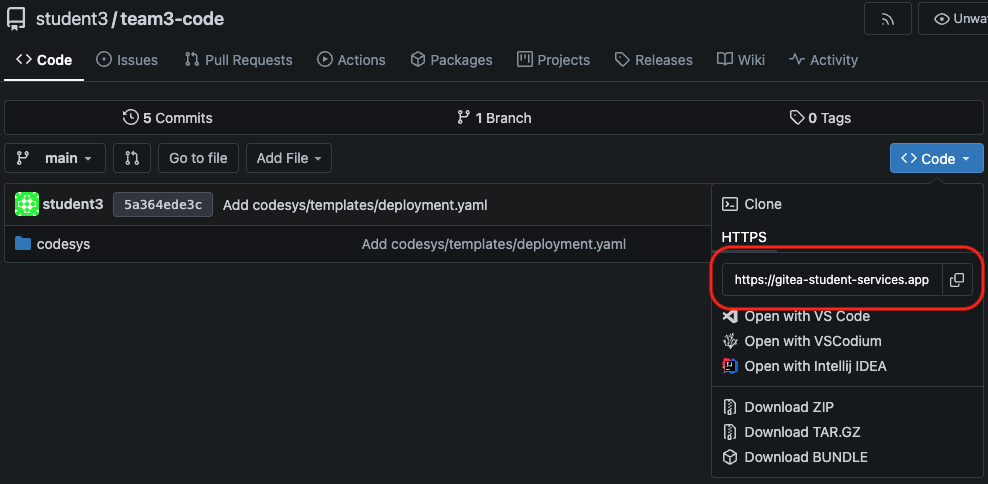 student3/team3-code
Unwa
Code Issues Pull Requests Actions Packages Projects Releases Wiki Activity
5 Commits 1 Branch 0 Tags
main Go to file Add File Code
student3 5a364ede3c Add codesys/templates/deployment.yaml
Clone
codesys Add codesys/templates/deployment.yaml
HTTPS
https://gitea-student-services.app
Open with VS Code
Open with VSCodium
Open with Intellij IDEA
Download ZIP
Download TAR.GZ
Download BUNDLE